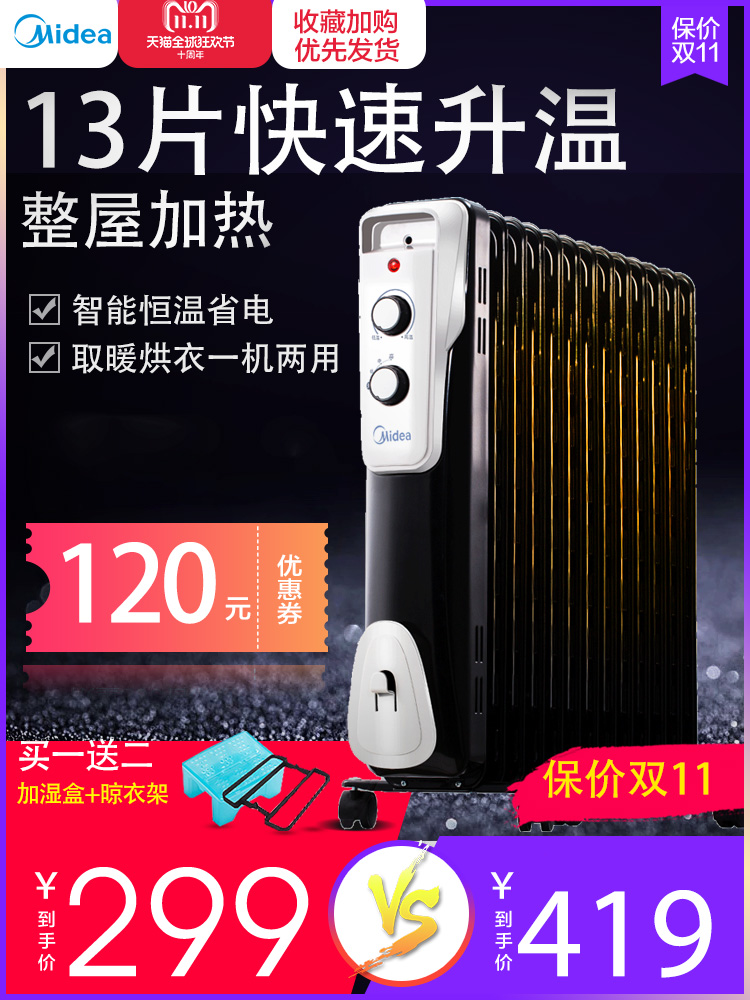 Midea
11.11
天猫全球狂欢节
十周年
收藏加购
优先发货
保价
双11
13片快速升温
整屋加热
智能恒温省电
取暖烘衣一机两用
低温
高温
Midea
120元
优惠券
买一送二
加湿盒+晾衣架
保价双11
¥299
到手价
VS
¥419
到手价